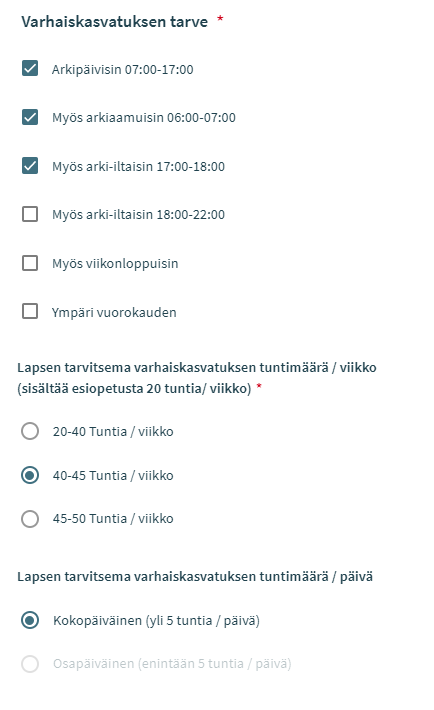 Varhaiskasvatuksen tarve *
Arkipäivisin 07:00-17:00
Myös arkiaamuisin 06:00-07:00
Myös arki-iltaisin 17:00-18:00
Myös arki-iltaisin 18:00-22:00
Myös viikonloppuisin
Ympäri vuorokauden
Lapsen tarvitsema varhaiskasvatuksen tuntimäärä / viikko
(sisältää esiopetusta 20 tuntia/ viikko) *
20-40 Tuntia / viikko
40-45 Tuntia / viikko
45-50 Tuntia / viikko
Lapsen tarvitsema varhaiskasvatuksen tuntimäärä / päivä
Kokopäiväinen (yli 5 tuntia / päivä)
Osapäiväinen (enintään 5 tuntia / päivä)